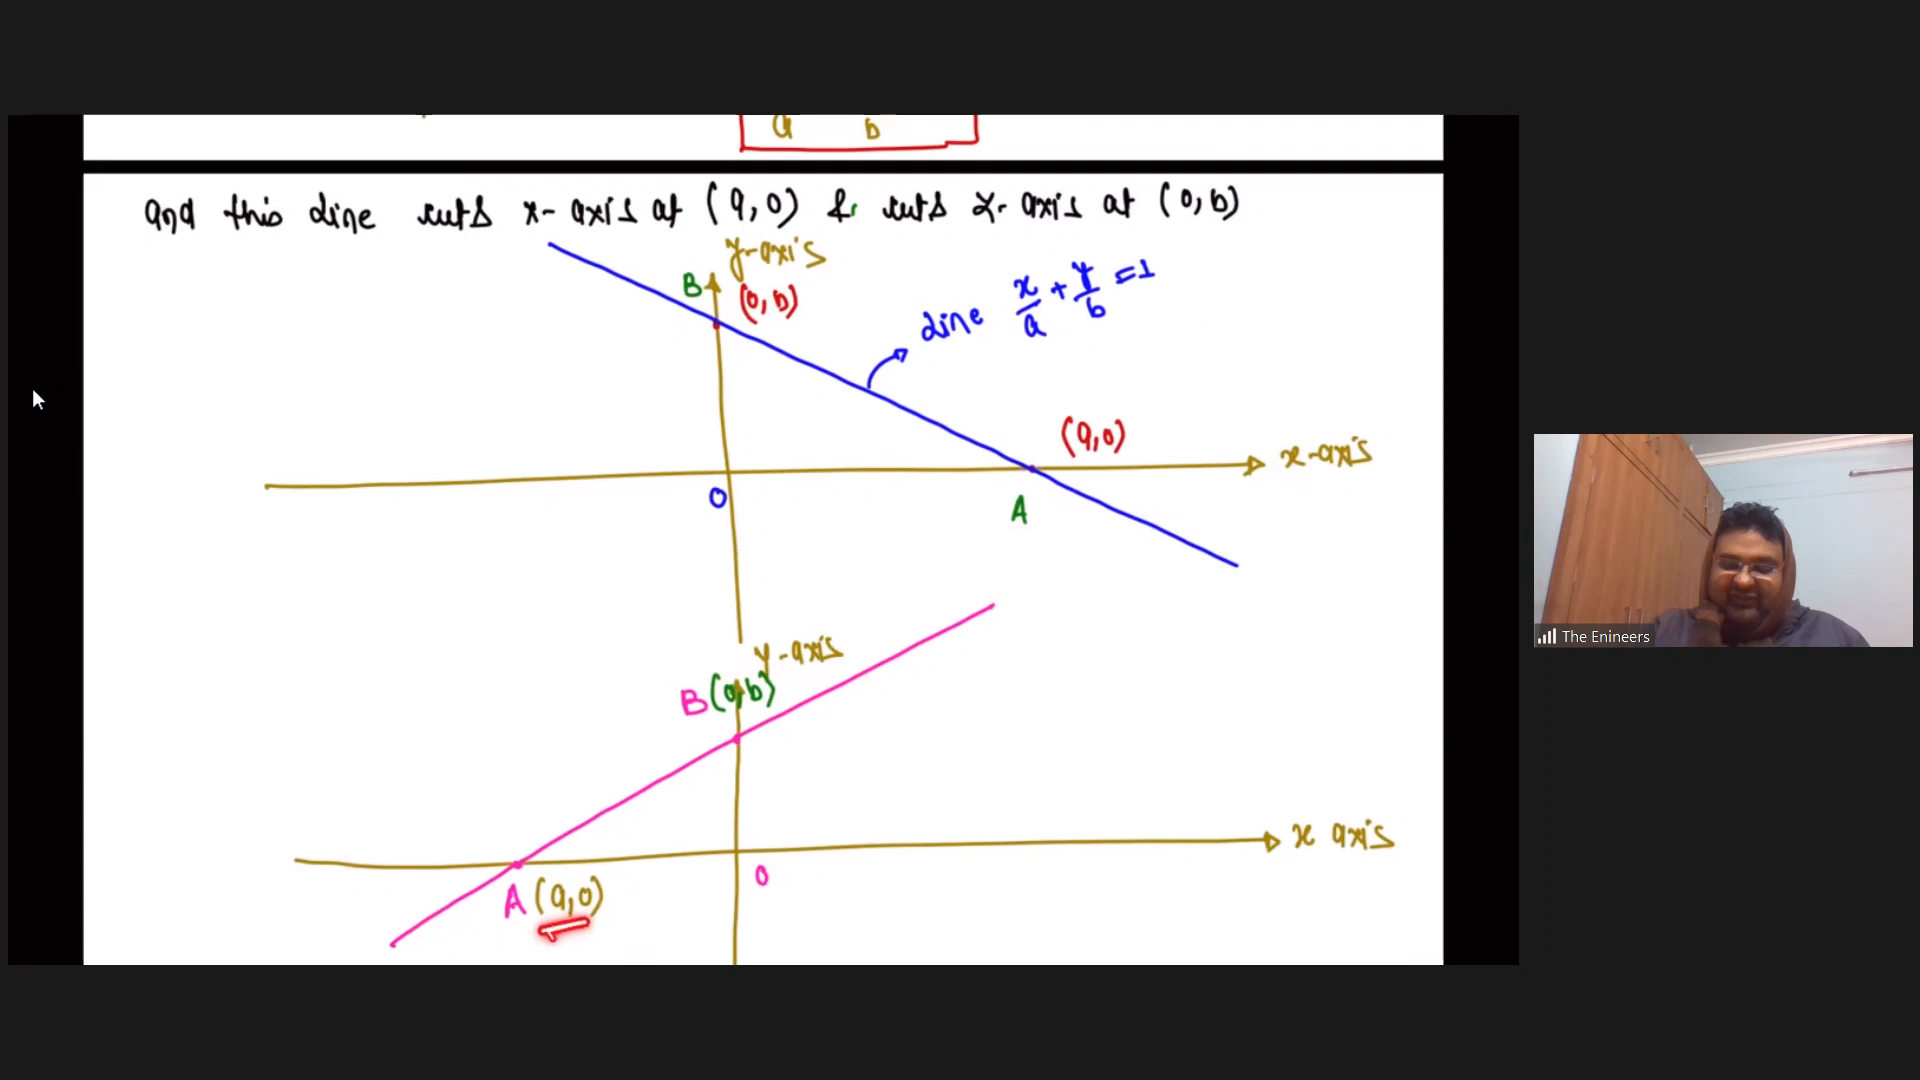 a b
and this line cuts x-axis at (a,0) & cuts y-axis at (0,b)
y-axis
B
(0,b)
line x/a + y/b = 1
(a,0)
x-axis
O
A
y-axis
B (0,b)
x axis
O
A (a,0)
The Enineers